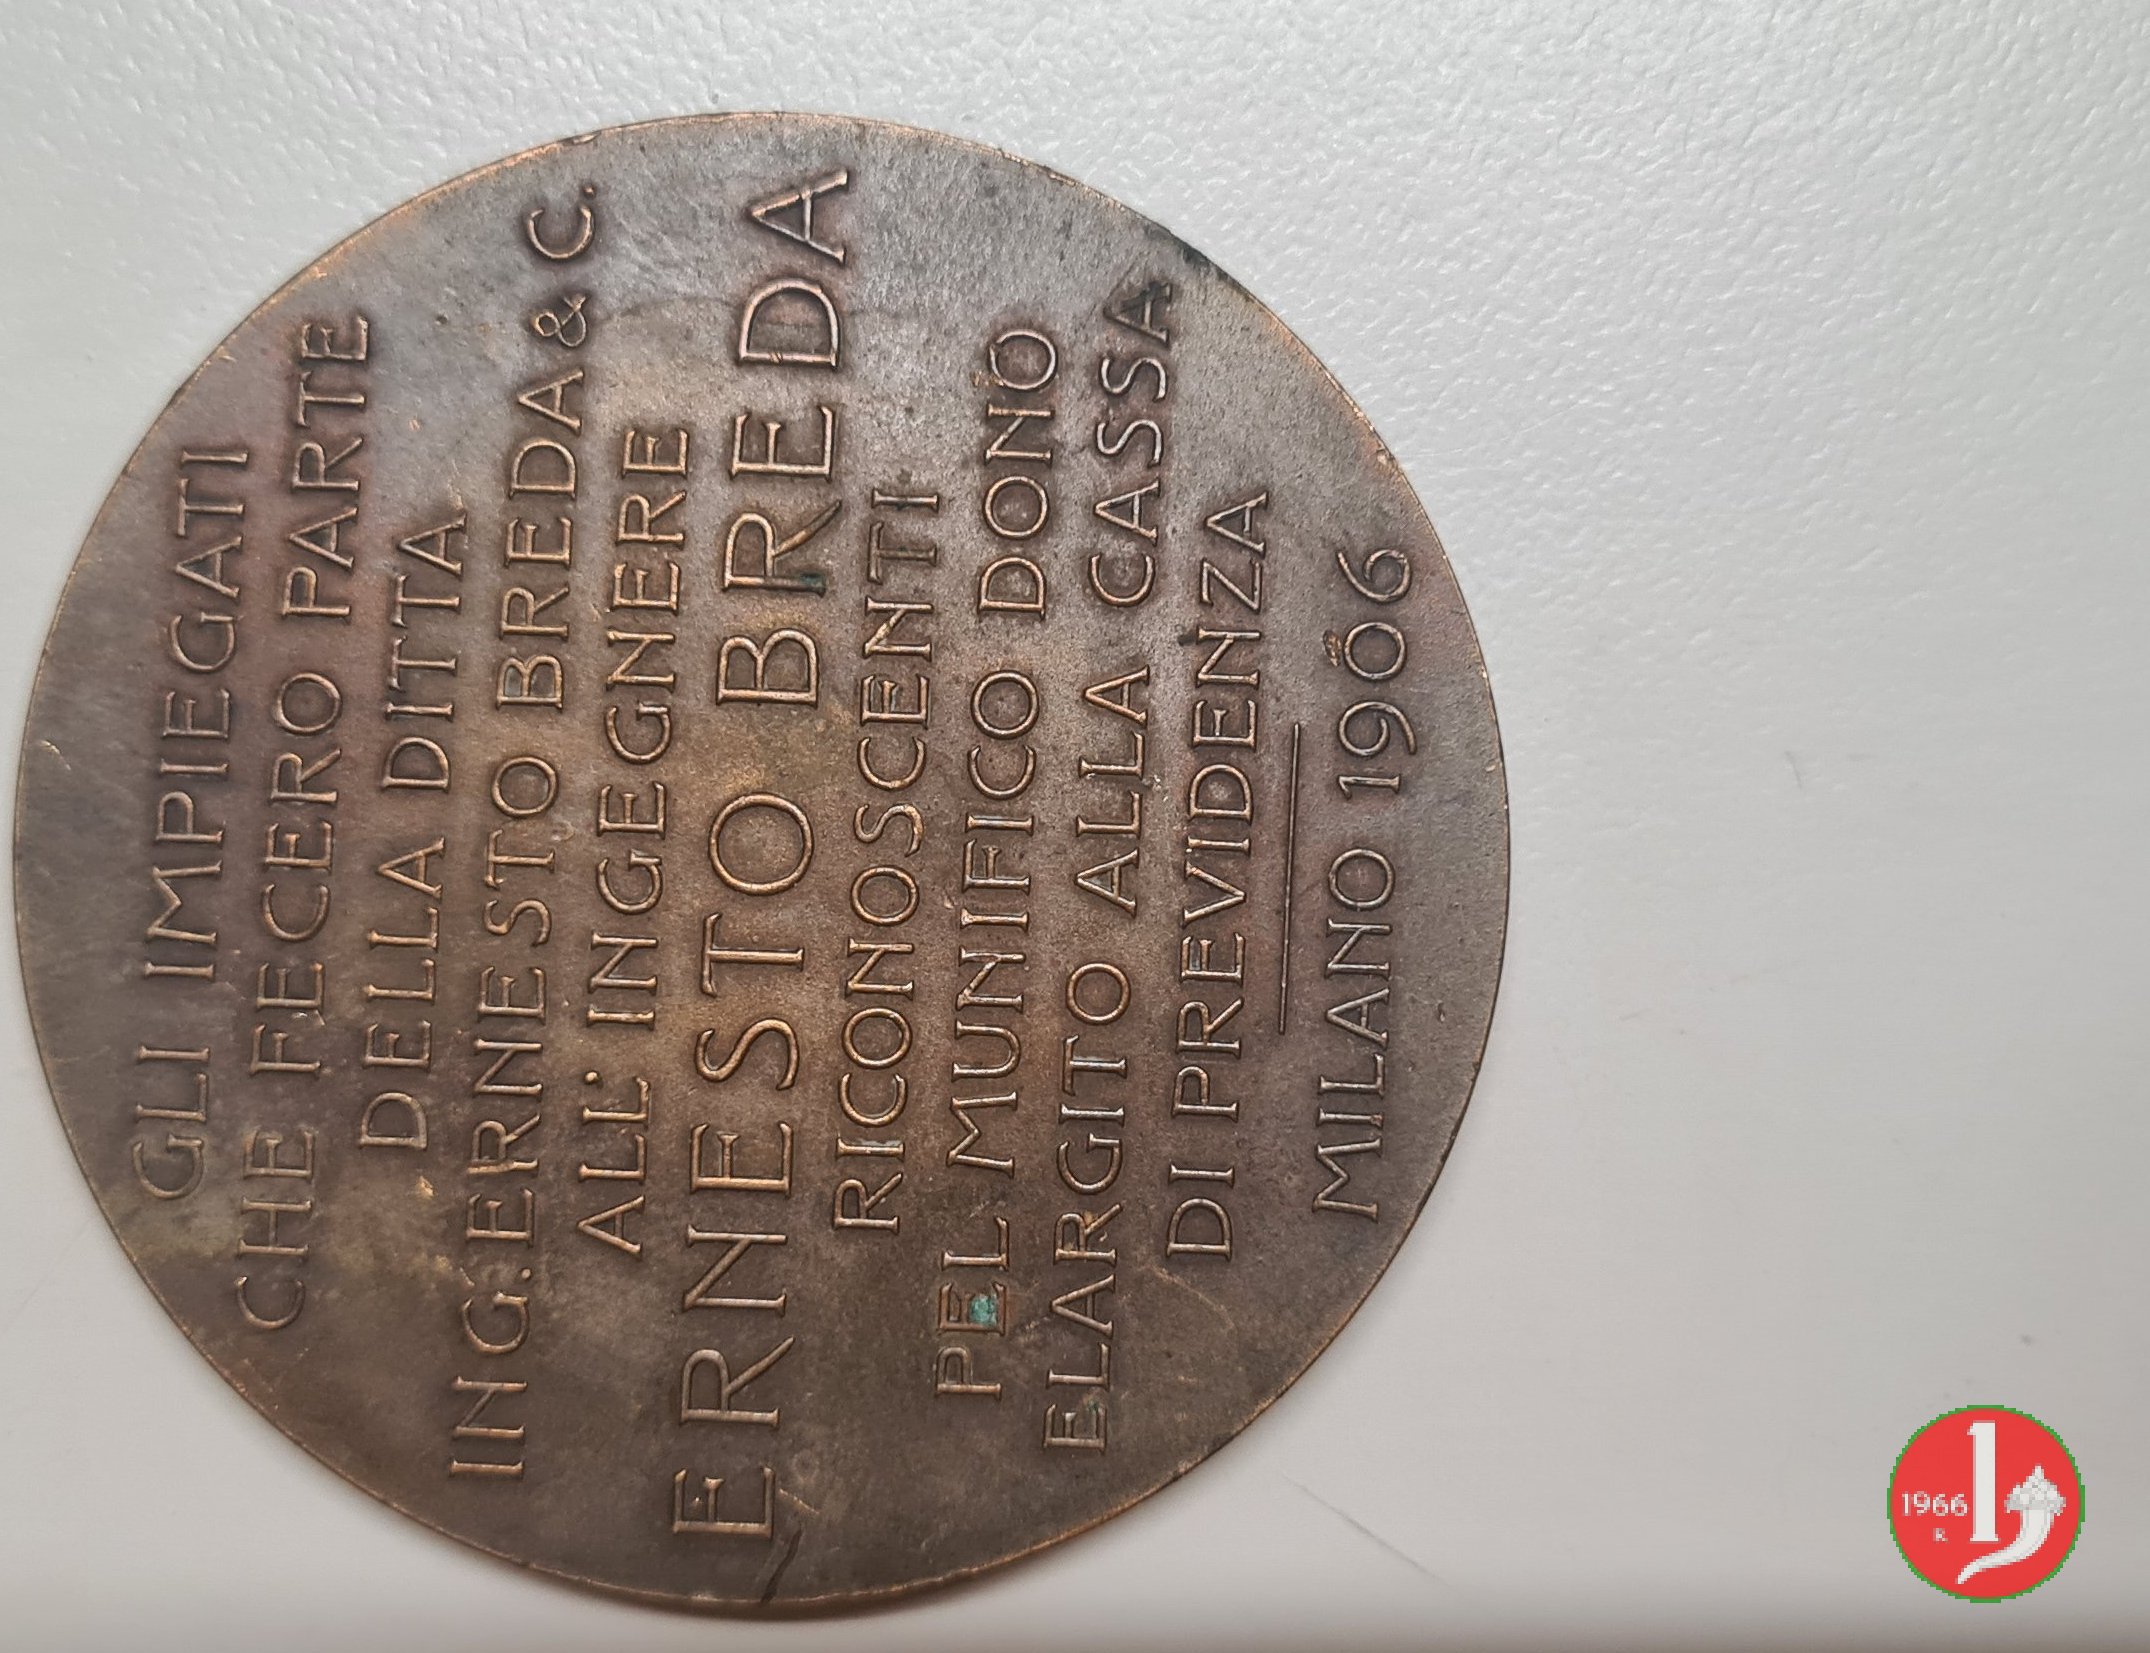 GLI IMPIEGATI
CHE FECERO PARTE
DELLA DITTA
ING. ERNESTO BREDA & C.
ALL' INGEGNERE
ERNESTO BREDA
RICONOSCENTI
PEL MUNIFICO DONO
ELARGITO ALLA CASSA
DI PREVIDENZA
MILANO 1906
1966
R
1